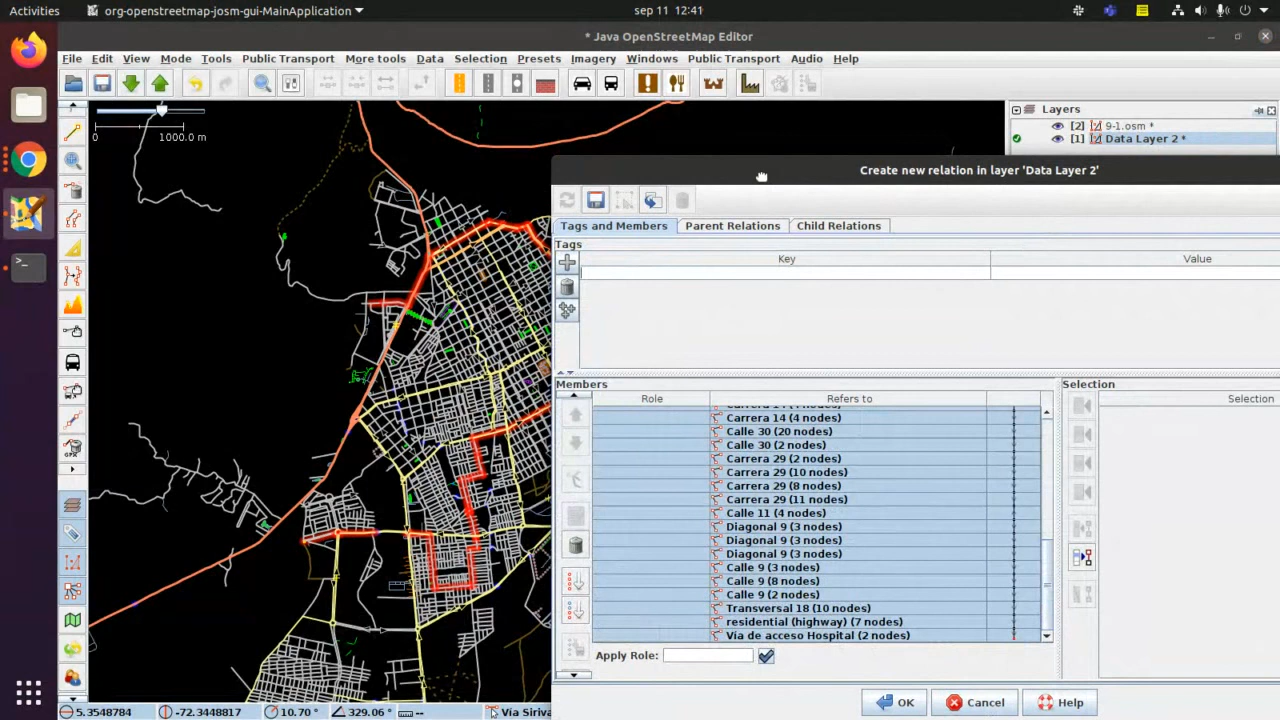 Activities
org-openstreetmap-josm-gui-MainApplication
sep 11 12:41
* Java OpenStreetMap Editor
File Edit View Mode Tools Public Transport More tools Data Selection Presets Imagery Windows Public Transport Audio Help
0 1000.0 m
Layers
[2] 9-1.osm *
[1] Data Layer 2 *
Create new relation in layer 'Data Layer 2'
Tags and Members Parent Relations Child Relations
Tags
Key Value
Members Selection
Role Refers to Selection
Carrera 14 (4 nodes)
Calle 30 (20 nodes)
Calle 30 (2 nodes)
Carrera 29 (2 nodes)
Carrera 29 (10 nodes)
Carrera 29 (8 nodes)
Carrera 29 (11 nodes)
Calle 11 (4 nodes)
Diagonal 9 (3 nodes)
Diagonal 9 (3 nodes)
Diagonal 9 (3 nodes)
Calle 9 (3 nodes)
Calle 9 (8 nodes)
Calle 9 (2 nodes)
Transversal 18 (10 nodes)
residential (highway) (7 nodes)
Vía de acceso Hospital (2 nodes)
Apply Role:
OK Cancel Help
5.3548784 -72.3448817 10.70 ° 329.06 ° -- Vía Siriva